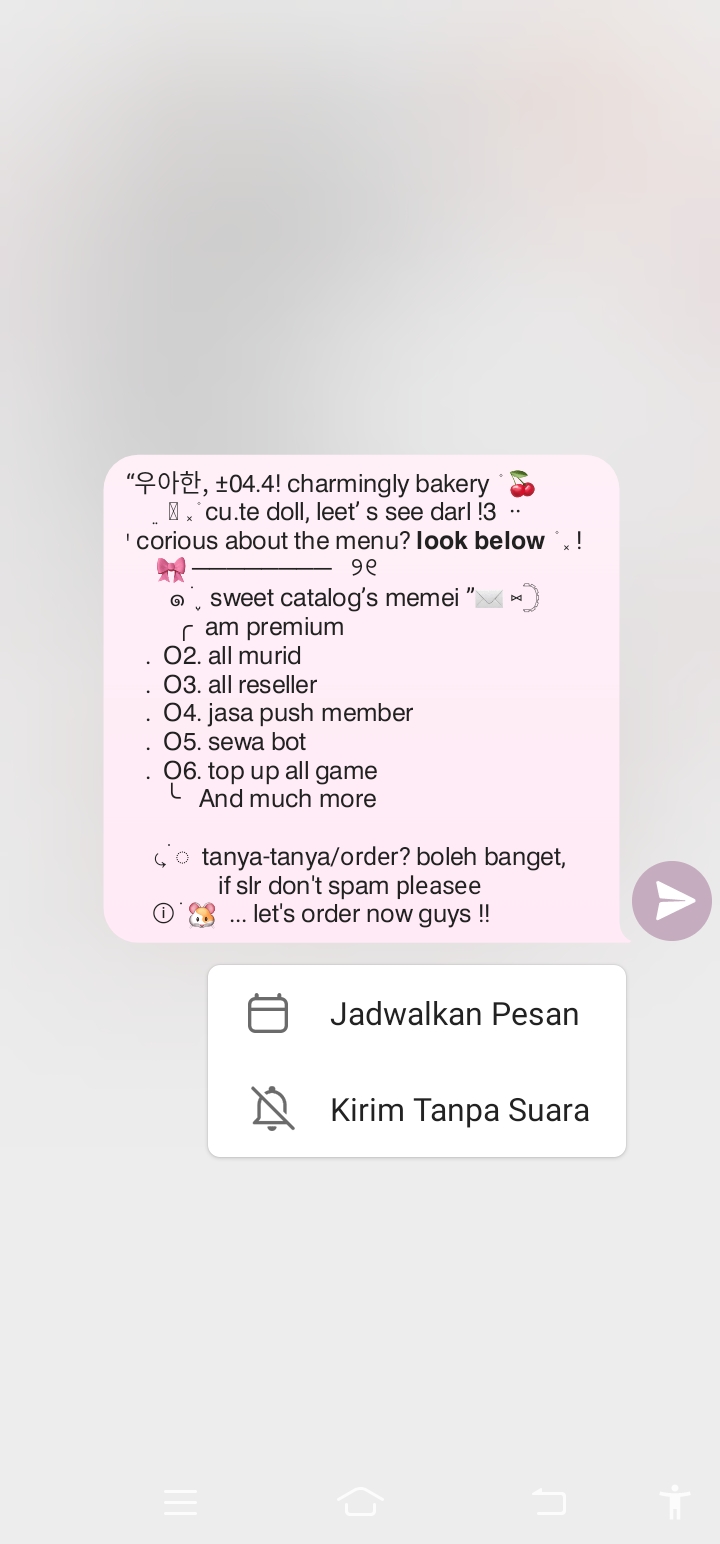 “우아한, ±04.4! charmingly bakery ˚🍒
.. ˟ ˚ cu.te doll, leet’ s see darl !3 ··
' corious about the menu? look below ˚ ˟ !
🎀 ———————— ୨୧
๑ ˙ ˬ sweet catalog’s memei ”✉️ ⋈
╭ am premium
. O2. all murid
. O3. all reseller
. O4. jasa push member
. O5. sewa bot
. O6. top up all game
╰ And much more
⤿ ˙ ◌ tanya-tanya/order? boleh banget,
if slr don't spam pleasee
ⓘ ˙🐹 ... let's order now guys !!
Jadwalkan Pesan
Kirim Tanpa Suara